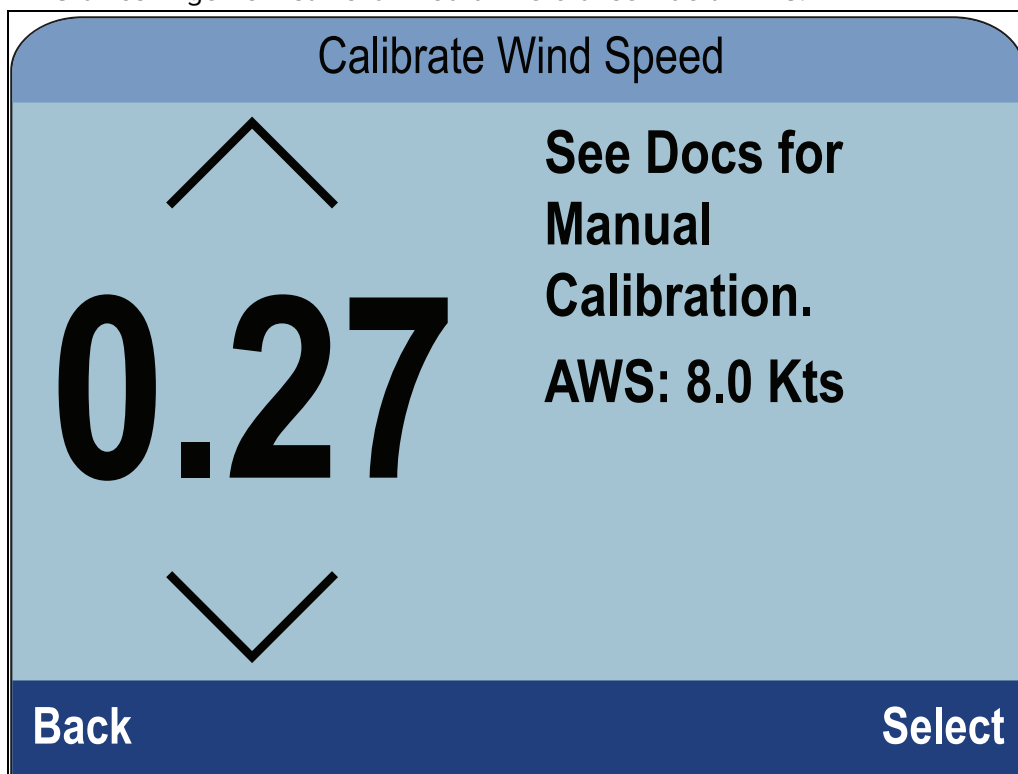 Calibrate Wind Speed
0.27
See Docs for
Manual
Calibration.
AWS: 8.0 Kts
Back
Select